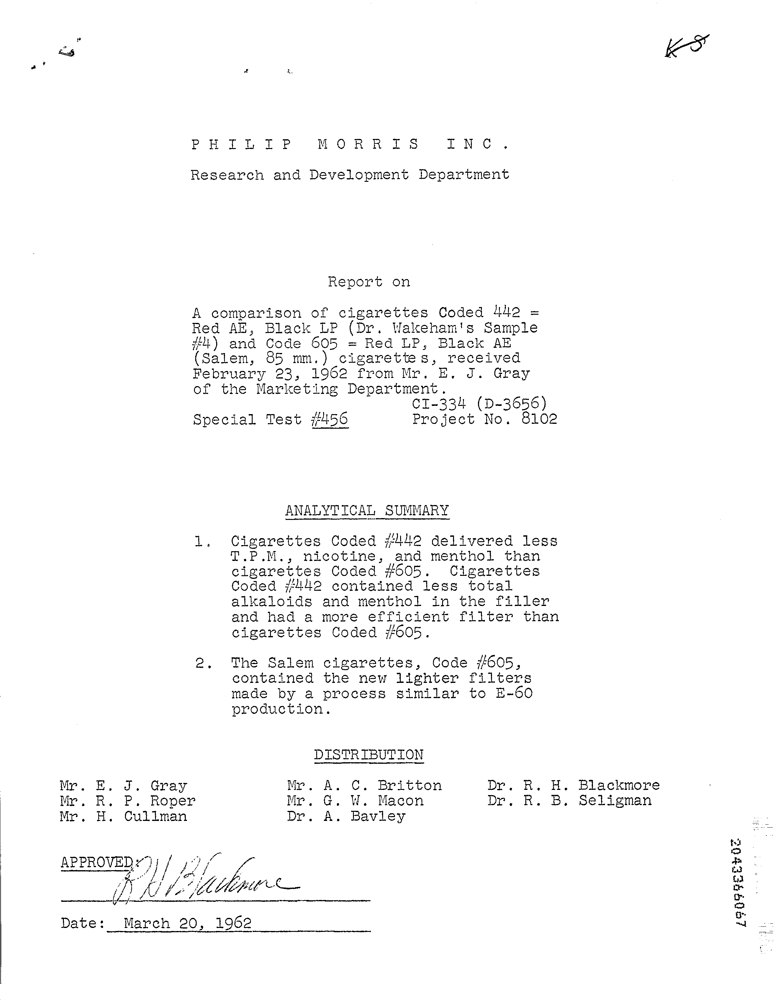 K-8
PHILIP MORRIS INC.
Research and Development Department
Report on
A comparison of cigarettes Coded 442 =
Red AE, Black LP (Dr. Wakeham's Sample
#4) and Code 605 = Red LP, Black AE
(Salem, 85 mm.) cigarettes, received
February 23, 1962 from Mr. E. J. Gray
of the Marketing Department.
CI-334 (D-3656)
Special Test #456 Project No. 8102
ANALYTICAL SUMMARY
1. Cigarettes Coded #442 delivered less
T.P.M., nicotine, and menthol than
cigarettes Coded #605. Cigarettes
Coded #442 contained less total
alkaloids and menthol in the filler
and had a more efficient filter than
cigarettes Coded #605.
2. The Salem cigarettes, Code #605,
contained the new lighter filters
made by a process similar to E-60
production.
DISTRIBUTION
Mr. E. J. Gray Mr. A. C. Britton Dr. R. H. Blackmore
Mr. R. P. Roper Mr. G. W. Macon Dr. R. B. Seligman
Mr. H. Cullman Dr. A. Bavley
APPROVED: R H Blackmore
Date: March 20, 1962
2043366067